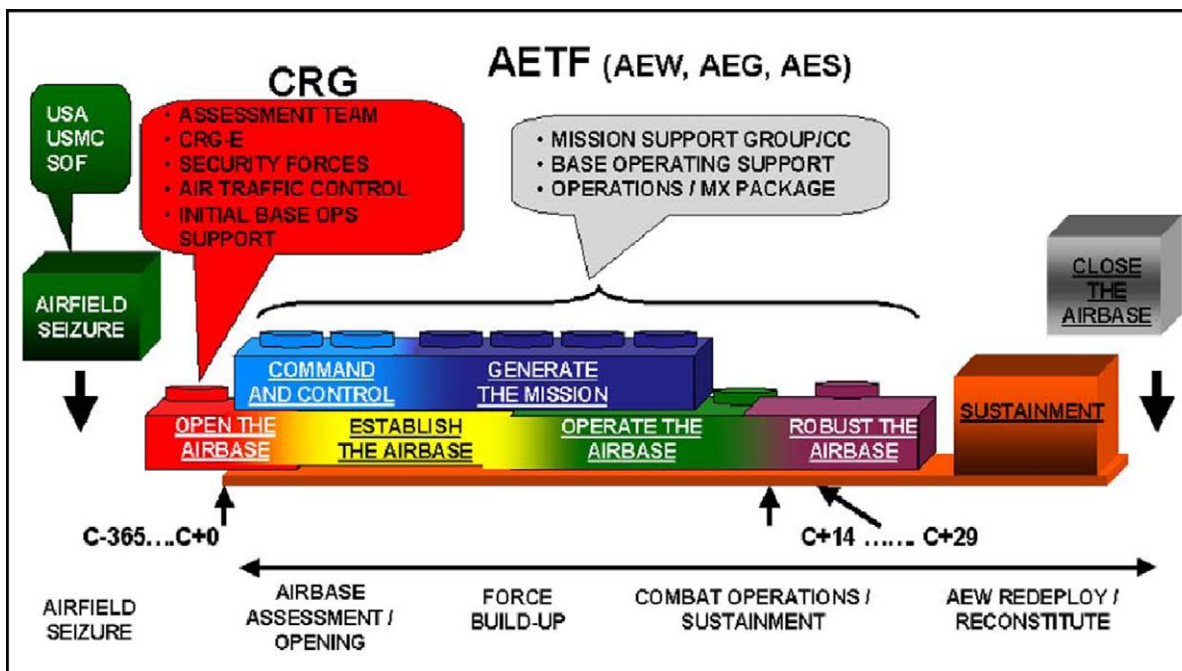 CRG
AETF (AEW, AEG, AES)
USA
USMC
SOF
• ASSESSMENT TEAM
• CRG-E
• SECURITY FORCES
• AIR TRAFFIC CONTROL
• INITIAL BASE OPS
SUPPORT
• MISSION SUPPORT GROUP/CC
• BASE OPERATING SUPPORT
• OPERATIONS / MX PACKAGE
AIRFIELD
SEIZURE
CLOSE
THE
AIRBASE
COMMAND
AND CONTROL
GENERATE
THE MISSION
OPEN THE
AIRBASE
ESTABLISH
THE AIRBASE
OPERATE THE
AIRBASE
ROBUST THE
AIRBASE
SUSTAINMENT
C-365....C+0
C+14 ....... C+29
AIRFIELD
SEIZURE
AIRBASE
ASSESSMENT /
OPENING
FORCE
BUILD-UP
COMBAT OPERATIONS /
SUSTAINMENT
AEW REDEPLOY /
RECONSTITUTE